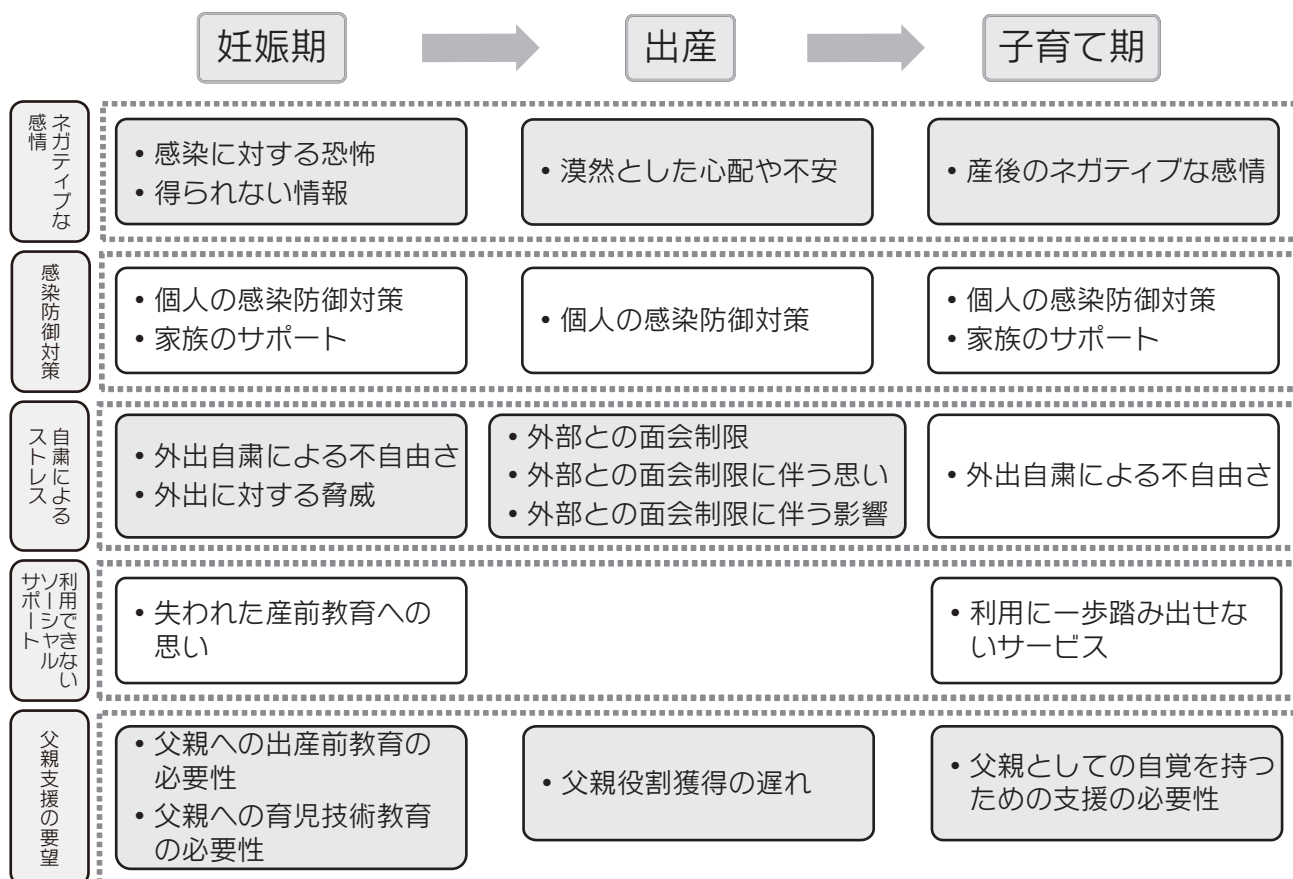 妊娠期
出産
子育て期
ネガティブな
感情
• 感染に対する恐怖
• 得られない情報
• 漠然とした心配や不安
• 産後のネガティブな感情
感染防御対策
• 個人の感染防御対策
• 家族のサポート
• 個人の感染防御対策
• 個人の感染防御対策
• 家族のサポート
自粛による
ストレス
• 外出自粛による不自由さ
• 外出に対する脅威
• 外部との面会制限
• 外部との面会制限に伴う思い
• 外部との面会制限に伴う影響
• 外出自粛による不自由さ
利用できない
ソーシャル
サポート
• 失われた産前教育への
思い
• 利用に一歩踏み出せな
いサービス
父親支援の要望
• 父親への出産前教育の
必要性
• 父親への育児技術教育
の必要性
• 父親役割獲得の遅れ
• 父親としての自覚を持つ
ための支援の必要性